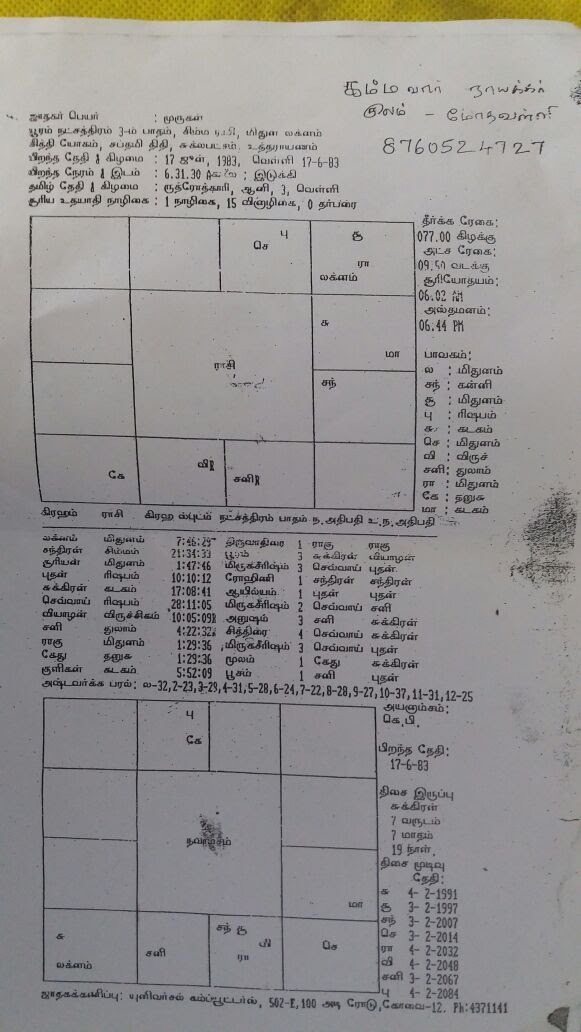 கம்மவார் நாயக்கர்
குலம் - மோதவள்ளி
8760524727
ஜாதகர் பெயர் : முருகன்
பூரம் நட்சத்திரம் 3-ம் பாதம், சிம்ம ராசி, மிதுன லக்னம்
சித்தி யோகம், சப்தமி திதி, சுக்லபட்சம், உத்தராயணம்
பிறந்த தேதி & கிழமை : 17 ஜுன், 1983, வெள்ளி 17-6-83
பிறந்த நேரம் & இடம் : 6.31.30 : இடுக்கி
தமிழ் தேதி & கிழமை : ருத்ரோத்காரி, ஆனி, 3, வெள்ளி
சூரிய உதயாதி நாழிகை : 1 நாழிகை, 15 வினாழிகை, 0 தர்பரை
பு
செ
சூ
ரா
லக்னம்
சு
மா
ராசி
சந்
கே
வி&
சனி&
தீர்க்க ரேகை:
077.00 கிழக்கு
அட்ச ரேகை:
09.50 வடக்கு
சூரியோதயம்:
06.02 AM
அஸ்தமனம்:
06.44 PM
பாவகம்:
ல : மிதுனம்
சந் : கன்னி
சூ : மிதுனம்
பு : ரிஷபம்
சு : கடகம்
செ : மிதுனம்
வி : விருச்
சனி: துலாம்
ரா : மிதுனம்
கே : தனுசு
மா : கடகம்
கிரஹம் ராசி கிரஹ ஸ்புடம் நட்சத்திரம் பாதம் ந.அதிபதி உ.ந.அதிபதி
லக்னம் மிதுனம் 7:46:29 திருவாதிரை 1 ராகு ராகு
சந்திரன் சிம்மம் 21:34:33 பூரம் 3 சுக்கிரன் வியாழன்
சூரியன் மிதுனம் 1:47:46 மிருகசீரிஷம் 3 செவ்வாய் புதன்
புதன் ரிஷபம் 10:10:12 ரோஹிணி 1 சந்திரன் சந்திரன்
சுக்கிரன் கடகம் 17:08:41 ஆயில்யம் 1 புதன் புதன்
செவ்வாய் ரிஷபம் 28:11:05 மிருகசீரிஷம் 2 செவ்வாய் சனி
வியாழன் விருச்சிகம் 10:05:09& அனுஷம் 3 சனி சுக்கிரன்
சனி துலாம் 4:22:32& சித்திரை 4 செவ்வாய் சுக்கிரன்
ராகு மிதுனம் 1:29:36 மிருகசீரிஷம் 3 செவ்வாய் புதன்
கேது தனுசு 1:29:36 மூலம் 1 கேது சுக்கிரன்
குளிகன் கடகம் 5:52:09 பூசம் 1 சனி புதன்
அஷ்டவர்க்க பரல்: ல-32,2-23,3-29,4-31,5-28,6-24,7-22,8-28,9-27,10-37,11-31,12-25
பு
கே
நவாம்சம்
மா
சு
லக்னம்
சனி
சந் சூ
வி
ரா
செ
அயனாம்சம்:
கெ.பி.
பிறந்த தேதி:
17-6-83
திசை இருப்பு
சுக்கிரன்
7 வருடம்
7 மாதம்
19 நாள்.
திசை முடிவு
தேதி:
சு 4- 2-1991
சூ 3- 2-1997
சந் 3- 2-2007
செ 3- 2-2014
ரா 4- 2-2032
வி 4- 2-2048
சனி 3- 2-2067
பு 4- 2-2084
ஜாதகக்கணிப்பு: யுனிவர்சல் கம்ப்யூட்டர்ஸ், 502-E,100 அடி ரோடு,கோவை-12. Ph:4371141